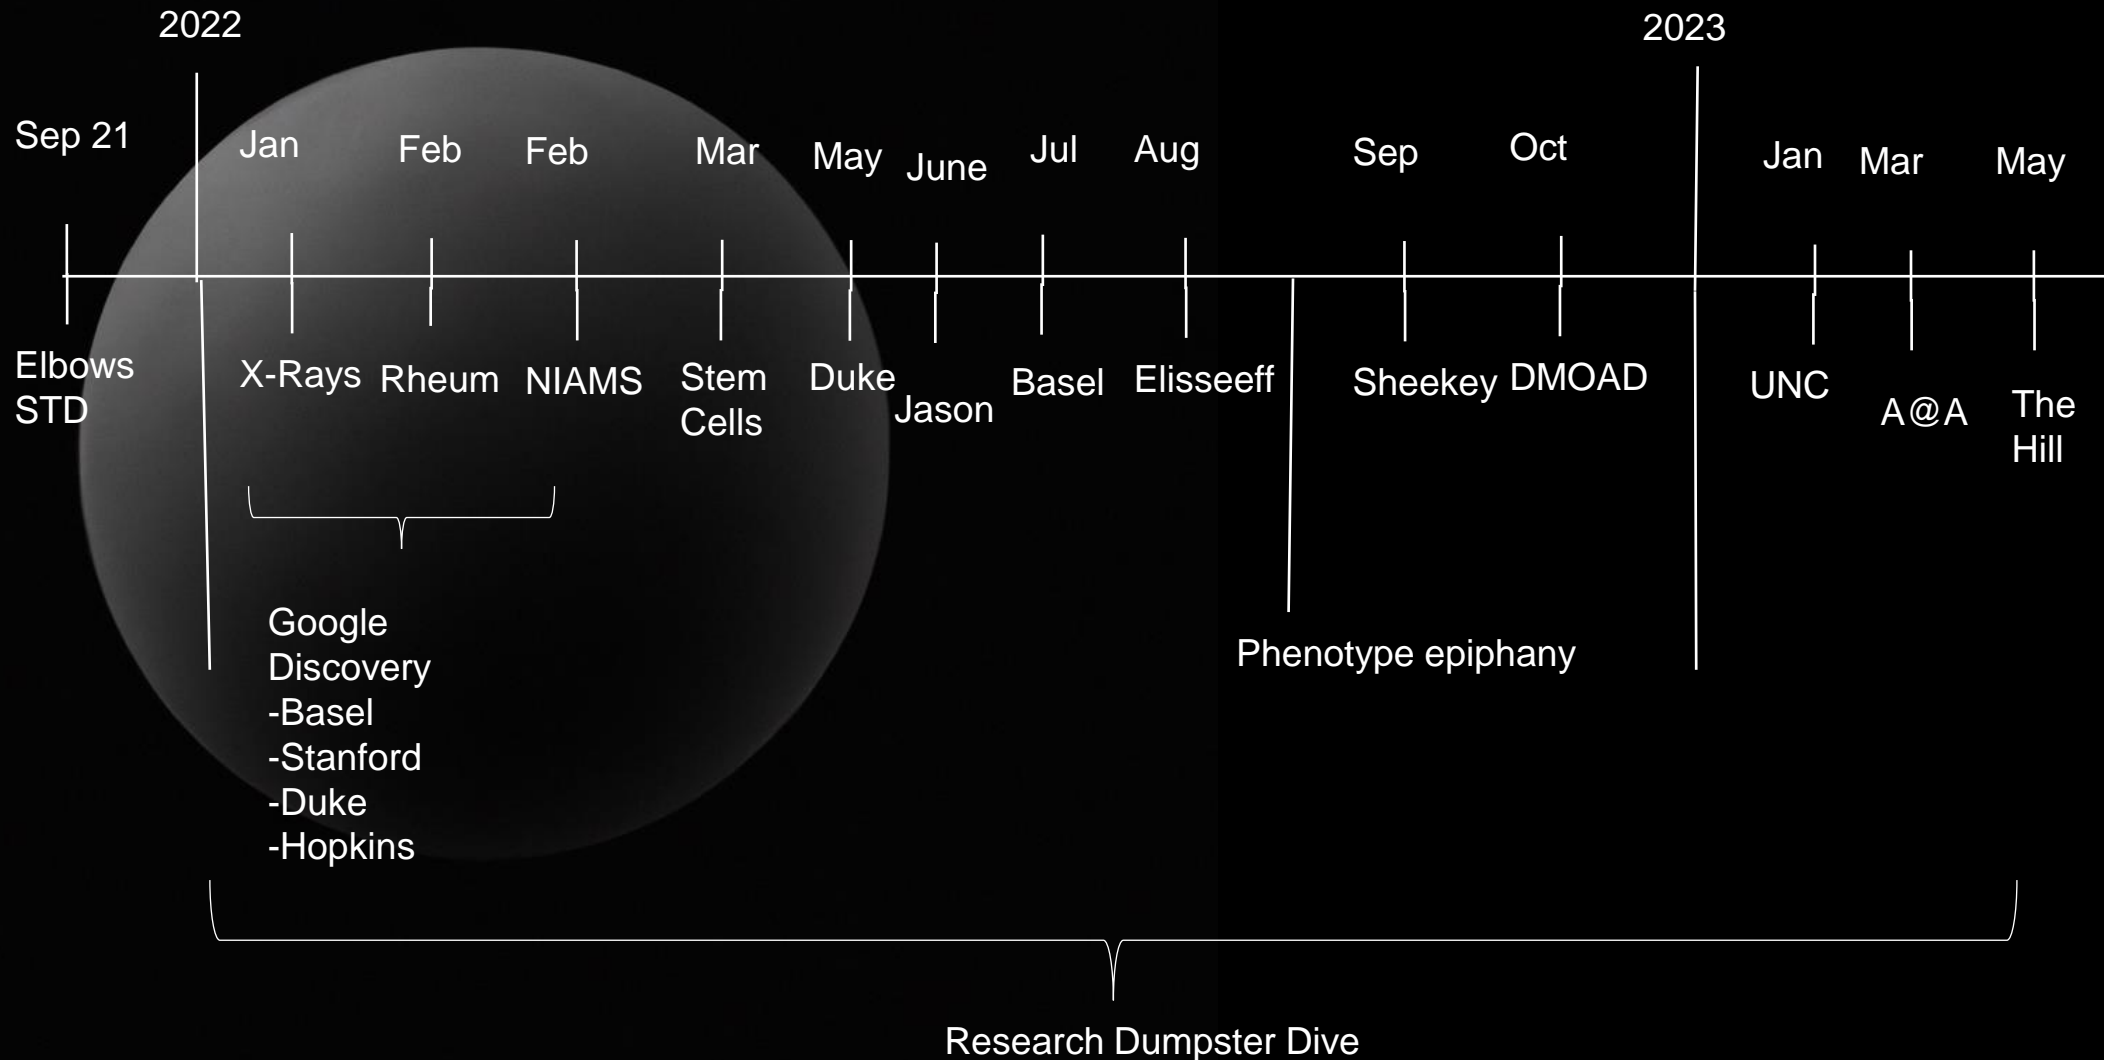 2022
2023
Sep 21
Jan
Feb
Feb
Mar
May
June
Jul
Aug
Sep
Oct
Jan
Mar
May
Elbows
STD
X-Rays
Rheum
NIAMS
Stem
Cells
Duke
Jason
Basel
Elisseeff
Sheekey
DMOAD
UNC
A@A
The
Hill
Google
Discovery
-Basel
-Stanford
-Duke
-Hopkins
Phenotype epiphany
Research Dumpster Dive